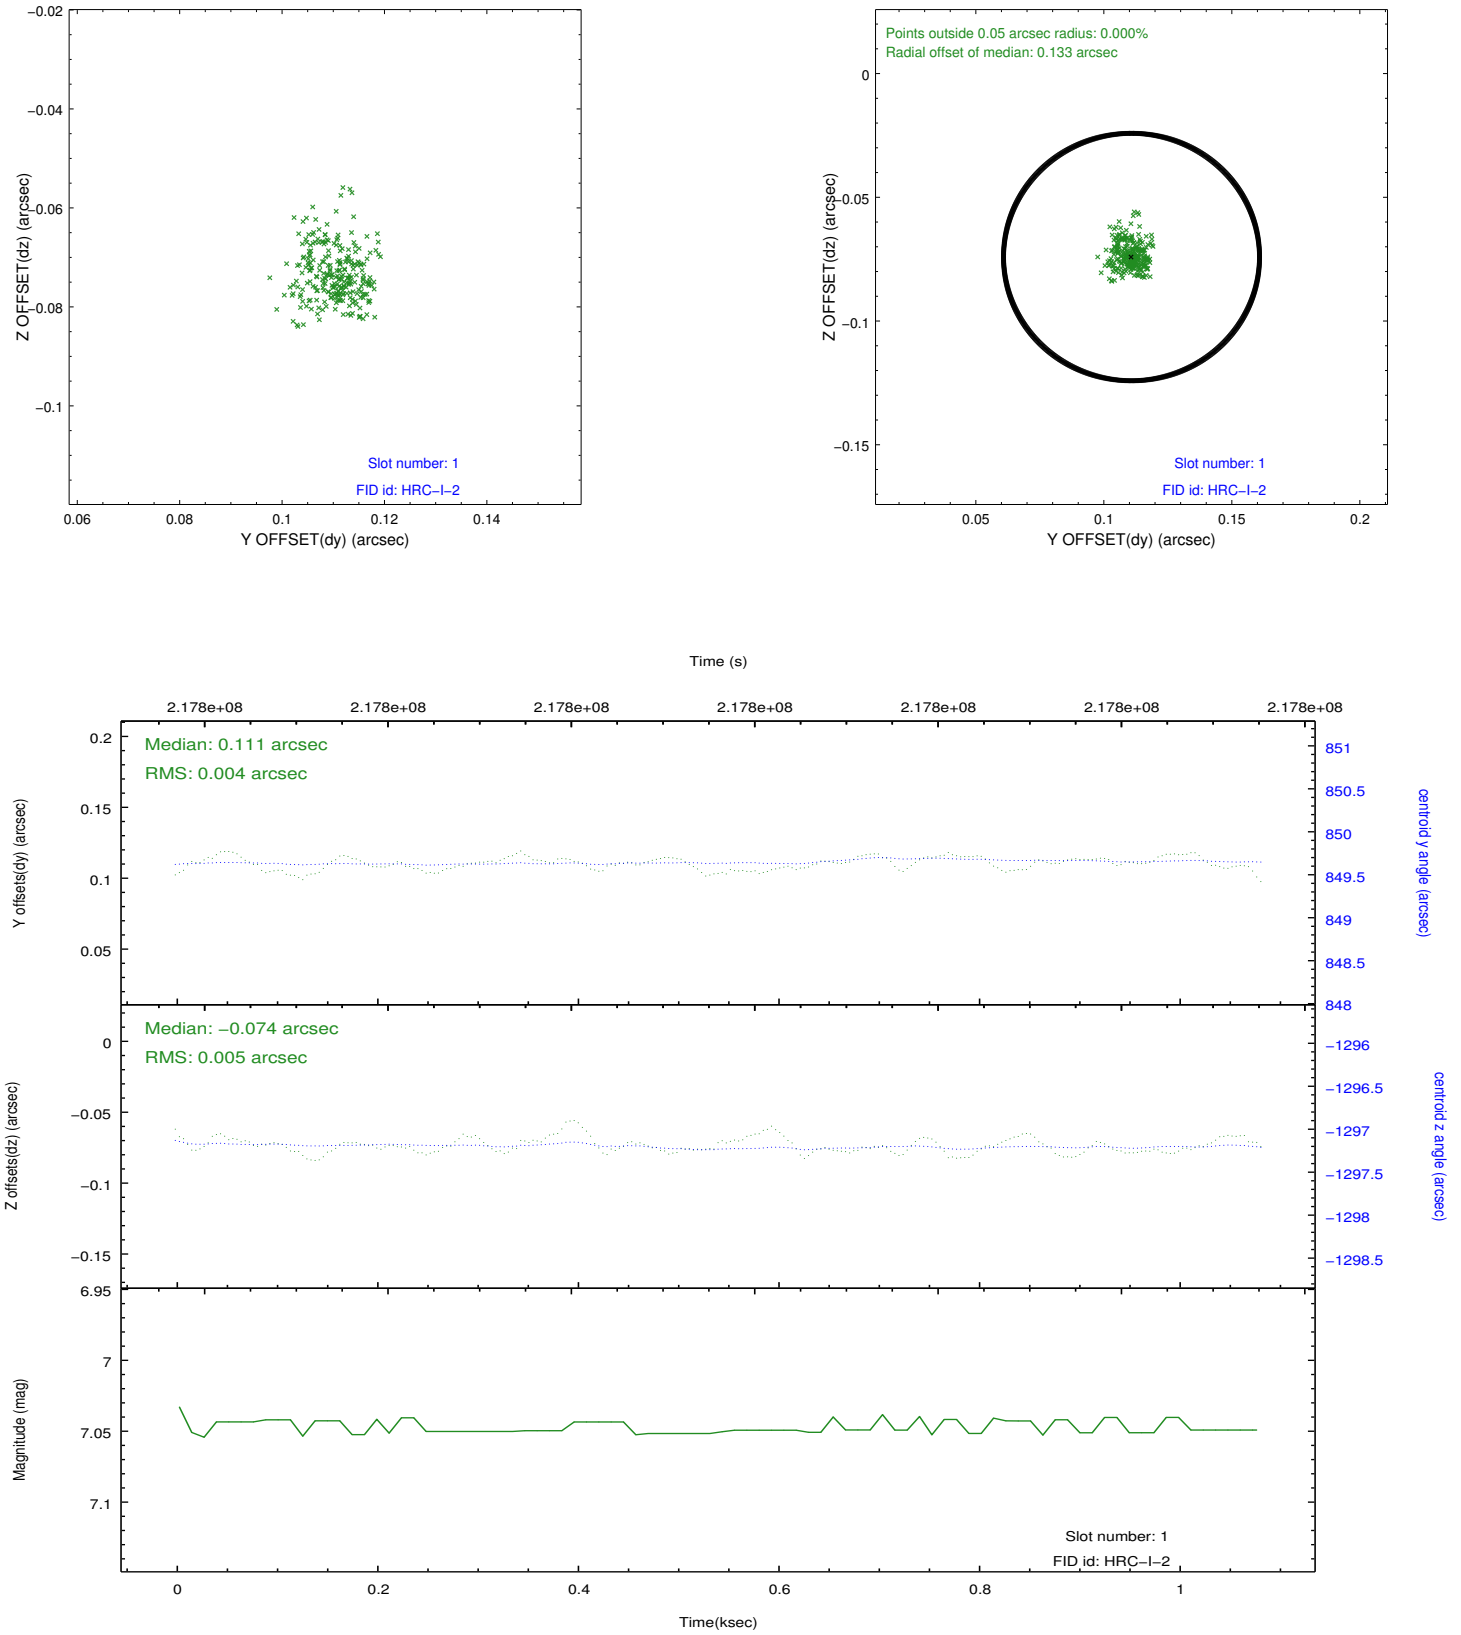 −0.02
−0.04
−0.06
−0.08
−0.1
Z OFFSET(dz) (arcsec)
Slot number: 1
FID id: HRC−I−2
0.06 0.08 0.1 0.12 0.14
Y OFFSET(dy) (arcsec)
Points outside 0.05 arcsec radius: 0.000%
Radial offset of median: 0.133 arcsec
0
−0.05
−0.1
−0.15
Z OFFSET(dz) (arcsec)
Slot number: 1
FID id: HRC−I−2
0.05 0.1 0.15 0.2
Y OFFSET(dy) (arcsec)
Time (s)
2.178e+08 2.178e+08 2.178e+08 2.178e+08 2.178e+08 2.178e+08 2.178e+08
Median: 0.111 arcsec
RMS: 0.004 arcsec
0.2
0.15
0.1
0.05
Y offsets(dy) (arcsec)
851
850.5
850
849.5
849
848.5
848
centroid y angle (arcsec)
Median: −0.074 arcsec
RMS: 0.005 arcsec
0
−0.05
−0.1
−0.15
Z offsets(dz) (arcsec)
−1296
−1296.5
−1297
−1297.5
−1298
−1298.5
centroid z angle (arcsec)
6.95
7
7.05
7.1
Magnitude (mag)
Slot number: 1
FID id: HRC−I−2
0 0.2 0.4 0.6 0.8 1
Time(ksec)